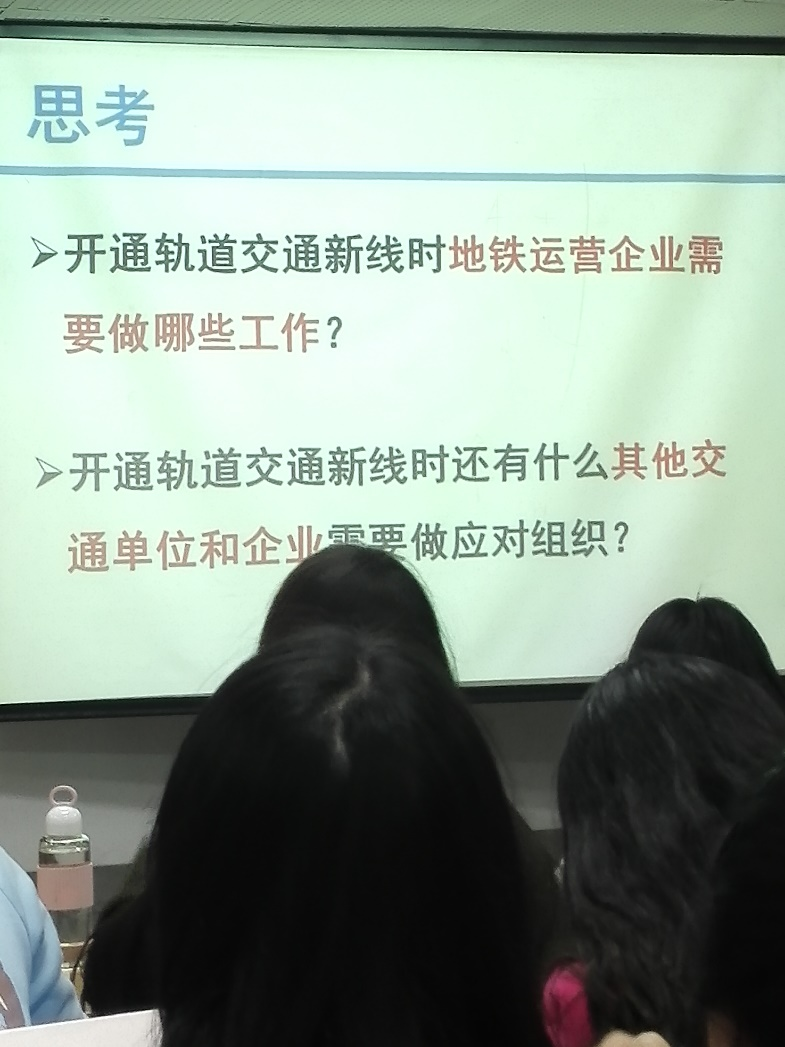 思考
➢开通轨道交通新线时地铁运营企业需
要做哪些工作?
➢开通轨道交通新线时还有什么其他交
通单位和企业需要做应对组织?